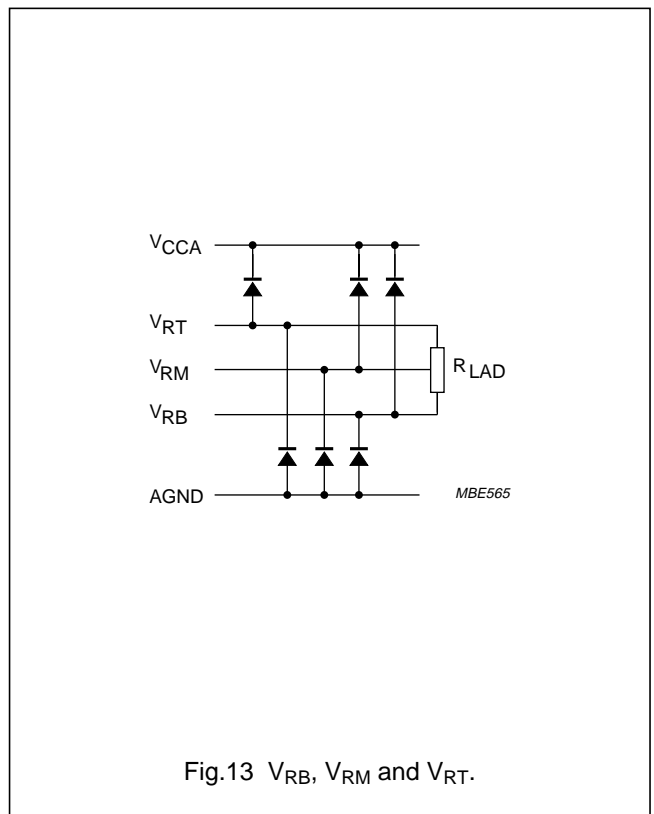 VCCA
VRT
VRM
RLAD
VRB
AGND
MBE565
Fig.13 VRB, VRM and VRT.